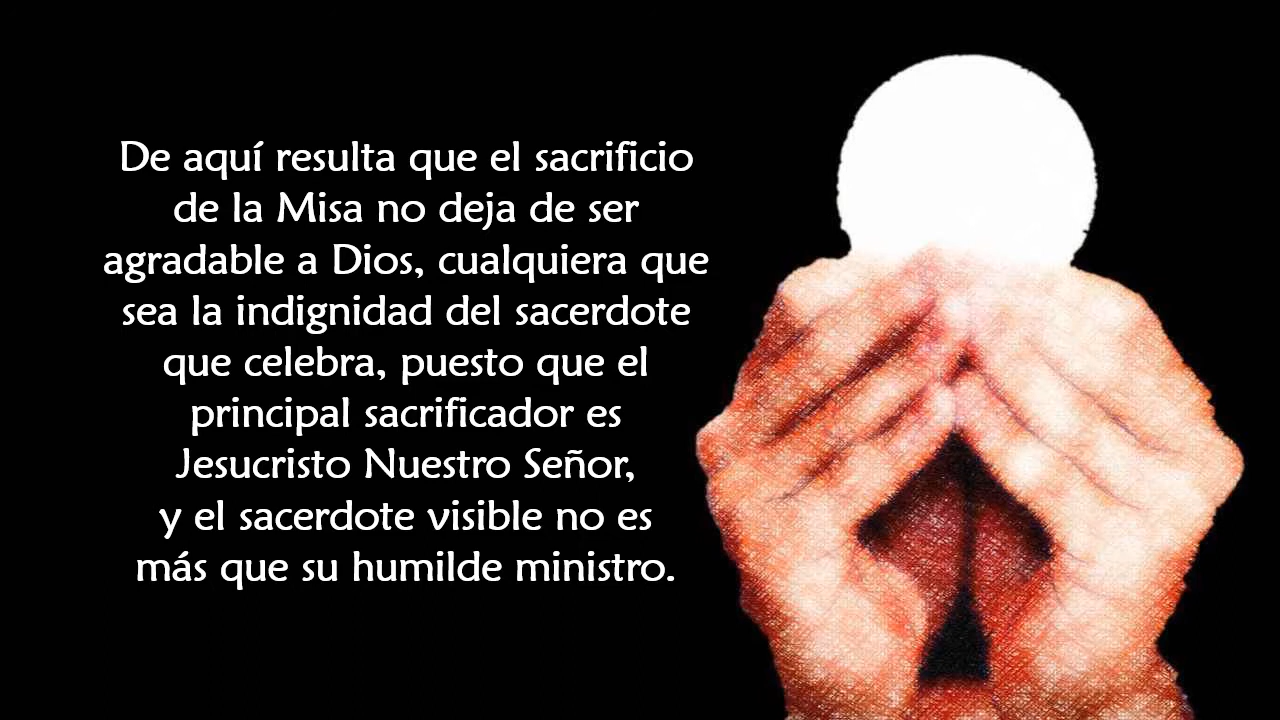 De aquí resulta que el sacrificio
de la Misa no deja de ser
agradable a Dios, cualquiera que
sea la indignidad del sacerdote
que celebra, puesto que el
principal sacrificador es
Jesucristo Nuestro Señor,
y el sacerdote visible no es
más que su humilde ministro.